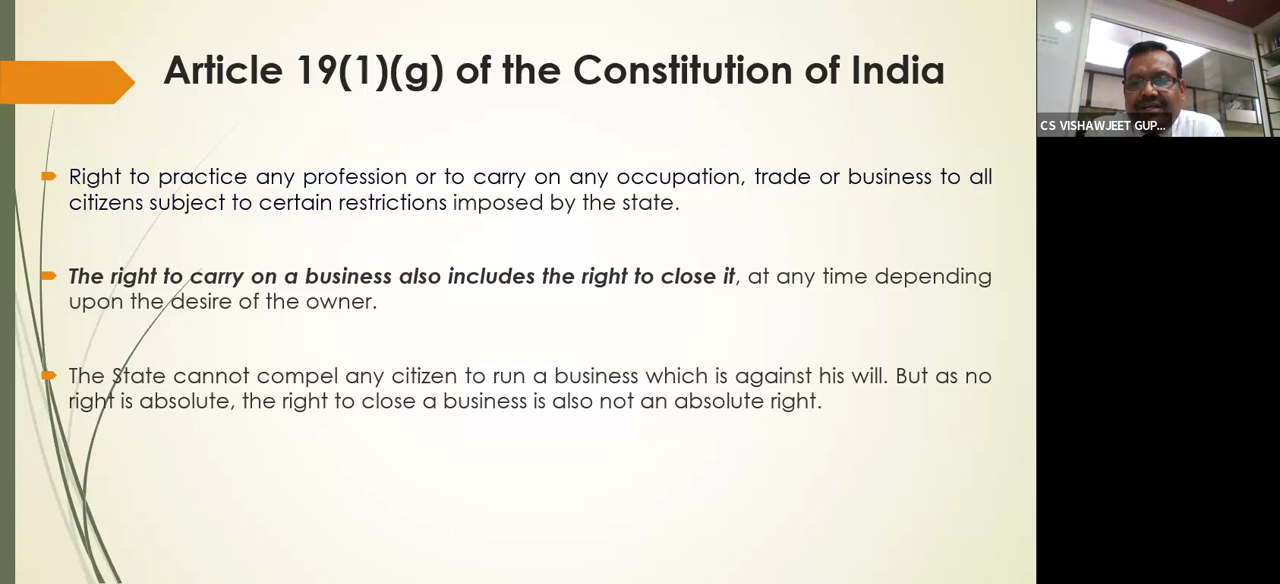 Article 19(1)(g) of the Constitution of India
Right to practice any profession or to carry on any occupation, trade or business to all
citizens subject to certain restrictions imposed by the state.
The right to carry on a business also includes the right to close it, at any time depending
upon the desire of the owner.
The State cannot compel any citizen to run a business which is against his will. But as no
right is absolute, the right to close a business is also not an absolute right.
CS VISHAWJEET GUP...